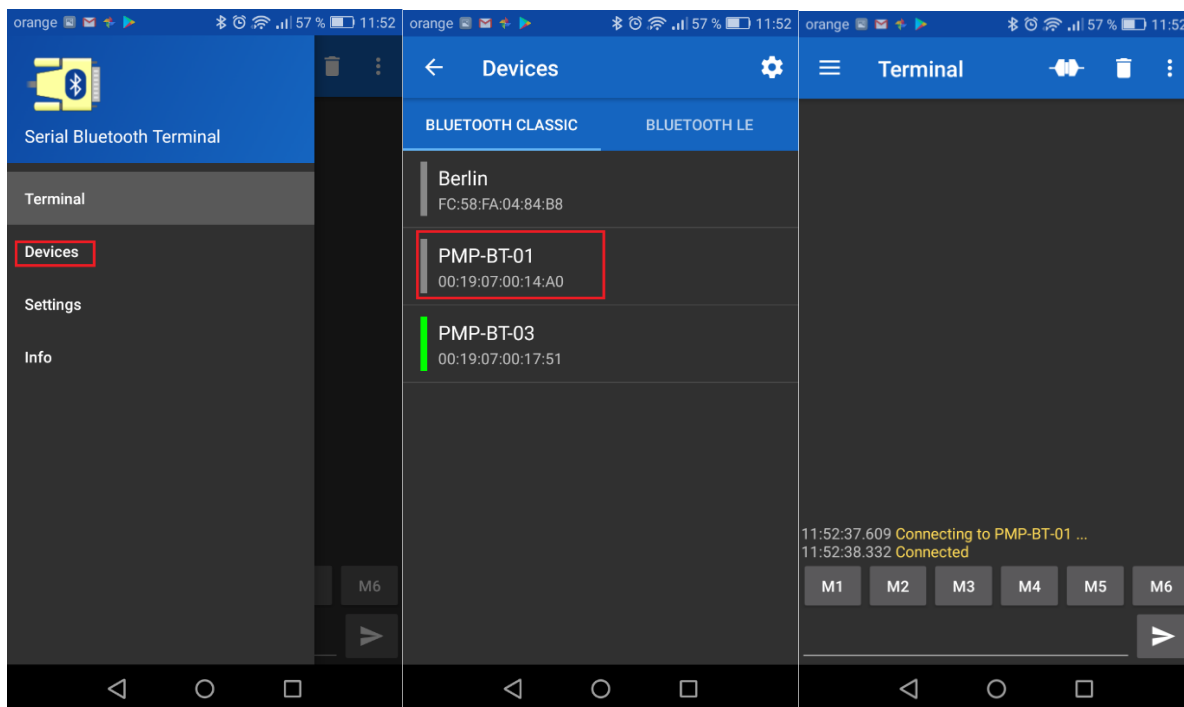 orange 57 % 11:52
Serial Bluetooth Terminal
Terminal
Devices
Settings
Info
M6
orange 57 % 11:52
Devices
BLUETOOTH CLASSIC BLUETOOTH LE
Berlin
FC:58:FA:04:84:B8
PMP-BT-01
00:19:07:00:14:A0
PMP-BT-03
00:19:07:00:17:51
orange 57 % 11:52
Terminal
11:52:37.609 Connecting to PMP-BT-01 ...
11:52:38.332 Connected
M1 M2 M3 M4 M5 M6